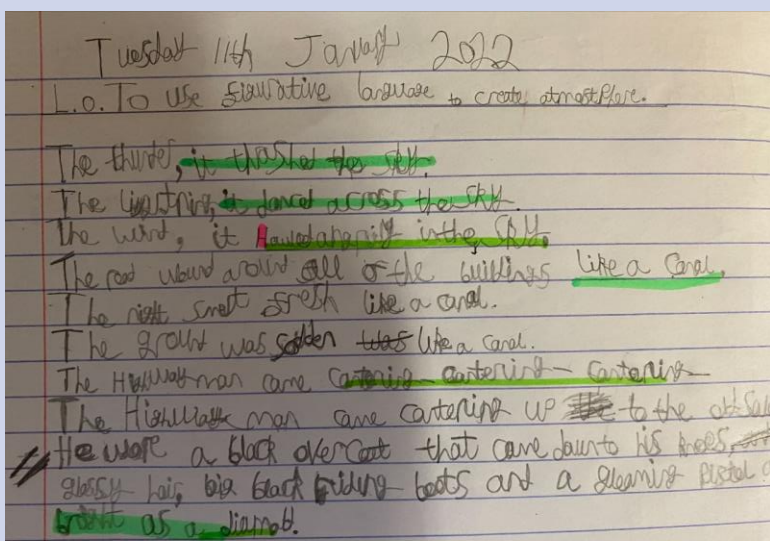 Tuesday 11th January 2022
L.O. To use figurative language to create atmosthere.
The thunder, it thrashed the sky.
The lightning, it danced across the sky.
The wind, it Howled angrily in the sky.
The road wound around all of the buildings like a canal.
The night smelt fresh like a canal.
The ground was sodden was like a canal.
The Highwayman came cantering - cantering - cantering
The Highwayman came cantering up to the old
He wore a black overcoat that came down to his knees,
glossy hair, big black riding boots and a gleaming pistol
bright as a diamond.